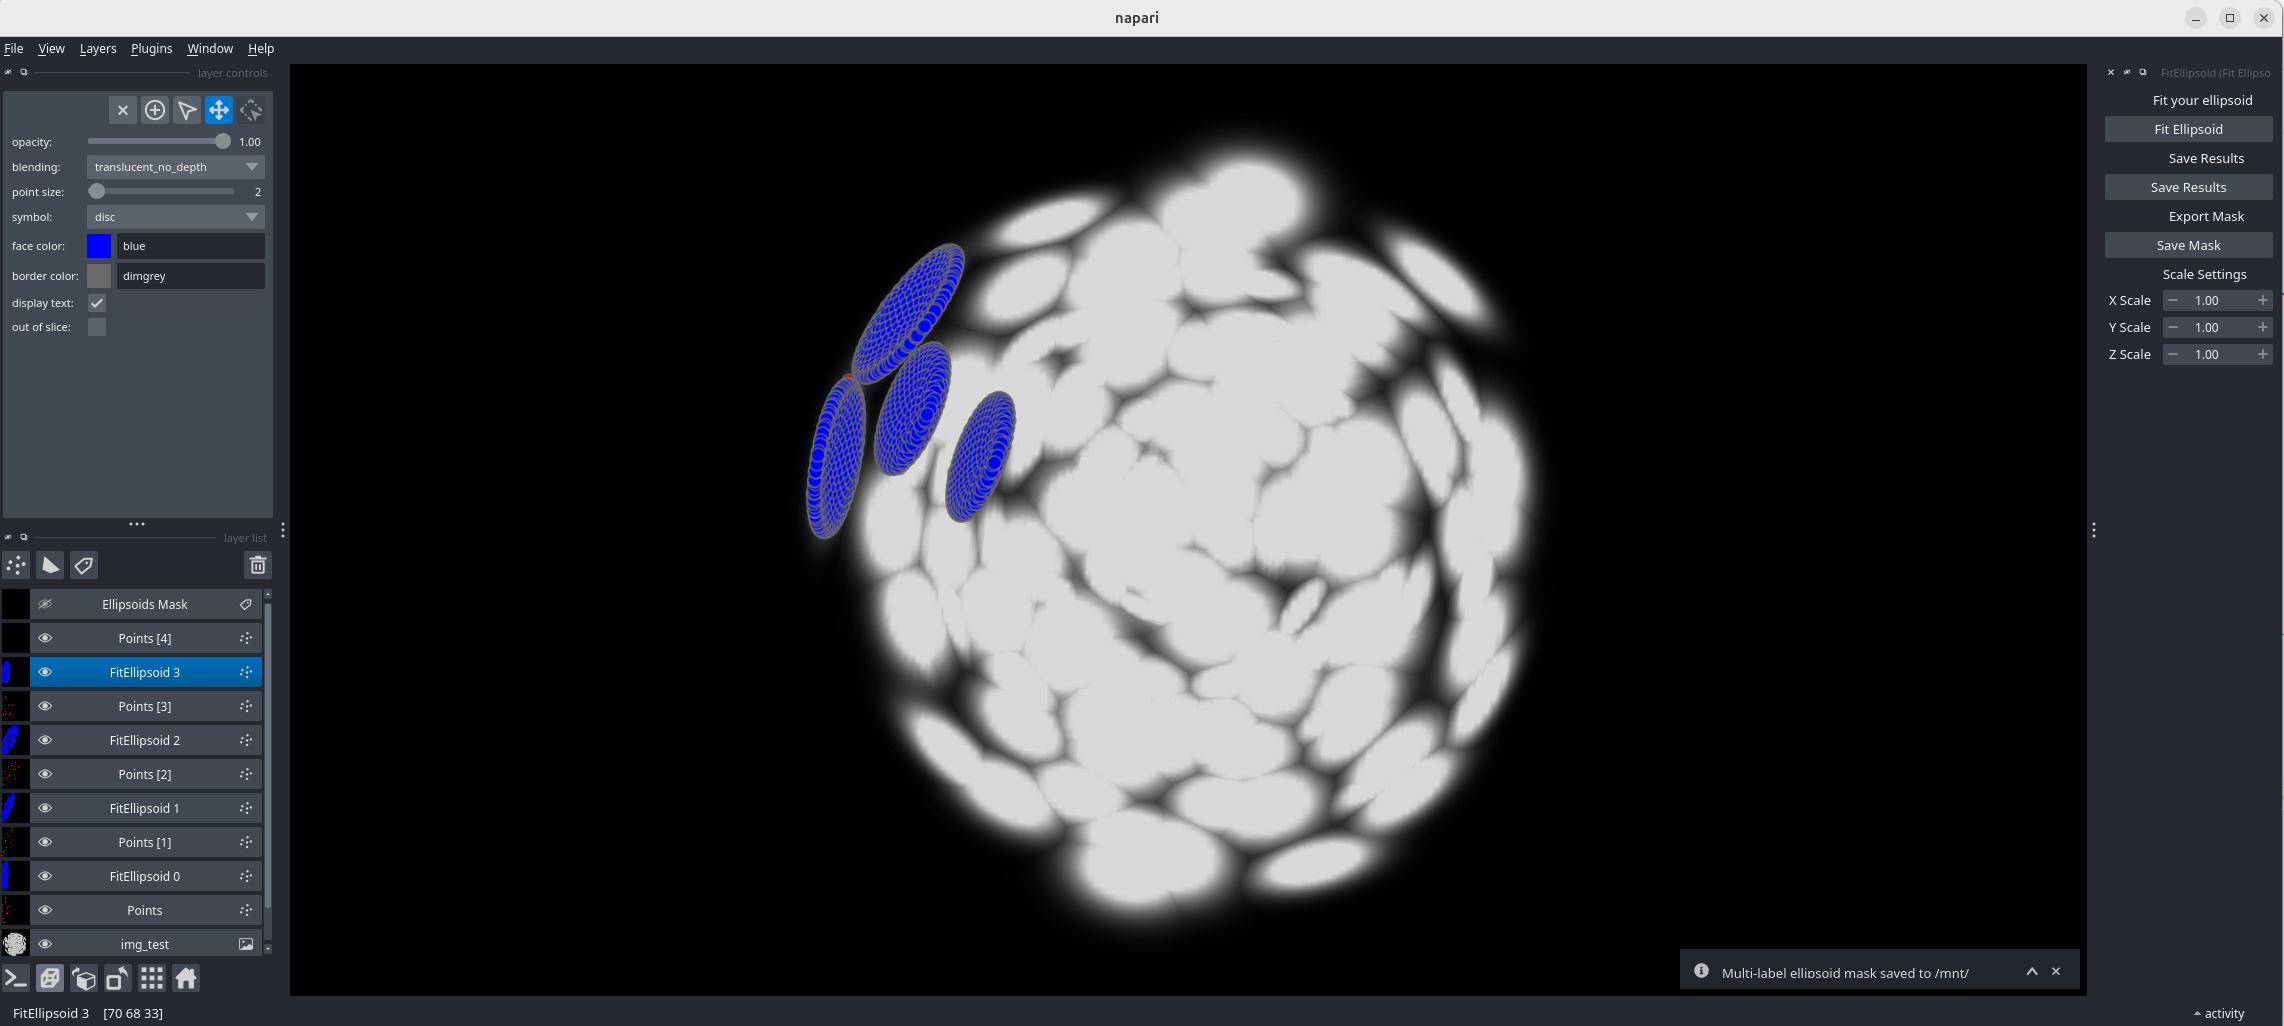 napari
File View Layers Plugins Window Help
layer controls
opacity: 1.00
blending: translucent_no_depth
point size: 2
symbol: disc
face color: blue
border color: dimgrey
display text:
out of slice:
layer list
Ellipsoids Mask
Points [4]
FitEllipsoid 3
Points [3]
FitEllipsoid 2
Points [2]
FitEllipsoid 1
Points [1]
FitEllipsoid 0
Points
img_test
FitEllipsoid 3 [70 68 33]
FitEllipsoid (Fit Ellipso
Fit your ellipsoid
Fit Ellipsoid
Save Results
Save Results
Export Mask
Save Mask
Scale Settings
X Scale 1.00
Y Scale 1.00
Z Scale 1.00
Multi-label ellipsoid mask saved to /mnt/
activity